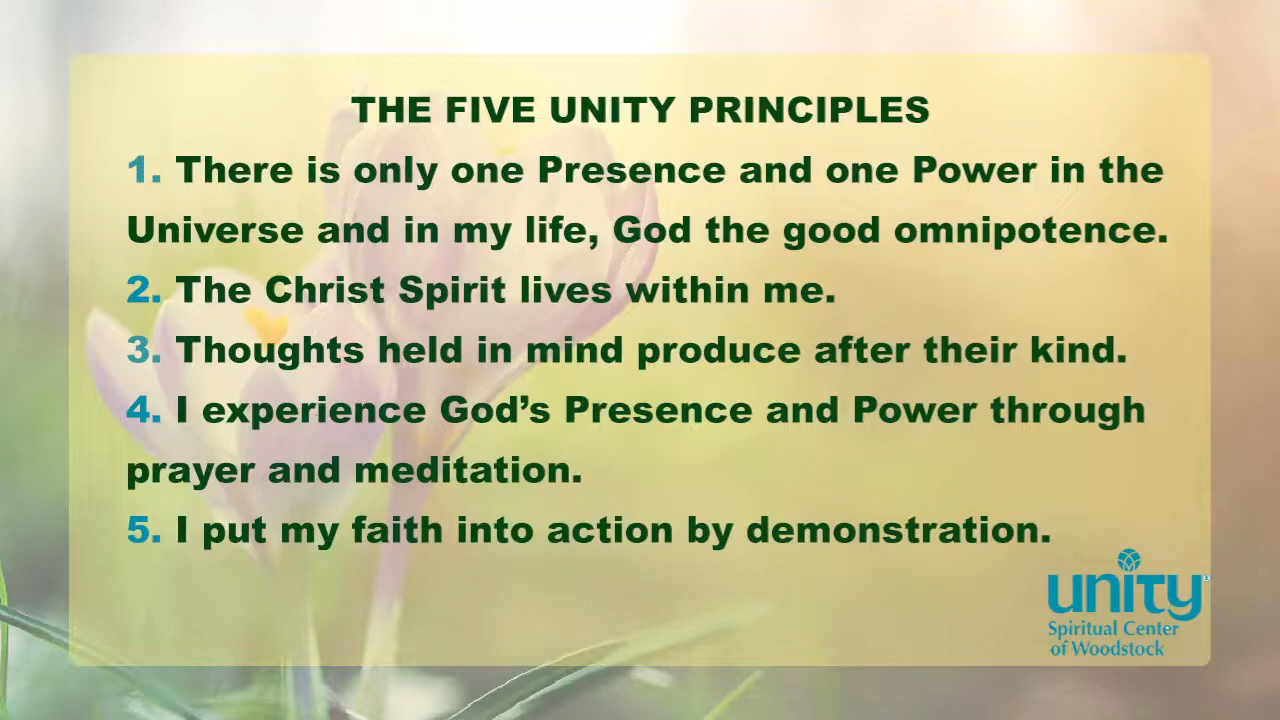 THE FIVE UNITY PRINCIPLES
1. There is only one Presence and one Power in the
Universe and in my life, God the good omnipotence.
2. The Christ Spirit lives within me.
3. Thoughts held in mind produce after their kind.
4. I experience God’s Presence and Power through
prayer and meditation.
5. I put my faith into action by demonstration.
unity®
Spiritual Center
of Woodstock